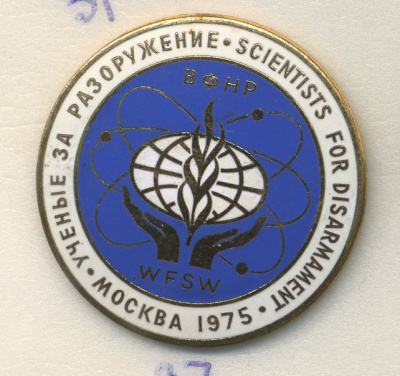 УЧЕНЫЕ ЗА РАЗОРУЖЕНИЕ • SCIENTISTS FOR DISARMAMENT •
МОСКВА 1975 •
ВФНР
WFSW